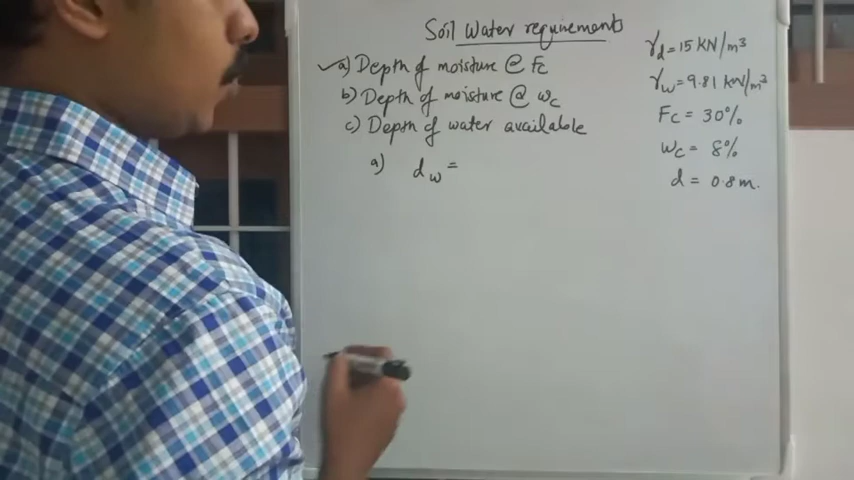 Soil Water requirements
✓a) Depth of moisture @ Fc
b) Depth of moisture @ wc
c) Depth of water available
a) dw =
γd = 15 KN/m³
γw = 9.81 KN/m³
Fc = 30%
wc = 8%
d = 0.8 m.